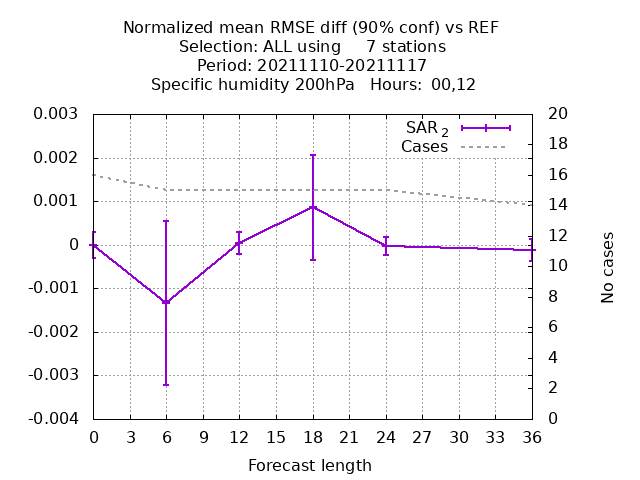 Normalized mean RMSE diff (90% conf) vs REF
Selection: ALL using 7 stations
Period: 20211110-20211117
Specific humidity 200hPa Hours: 00,12
SAR 2
Cases
0.003
0.002
0.001
0
-0.001
-0.002
-0.003
-0.004
20
18
16
14
12
10
8
6
4
2
0
No cases
0 3 6 9 12 15 18 21 24 27 30 33 36
Forecast length